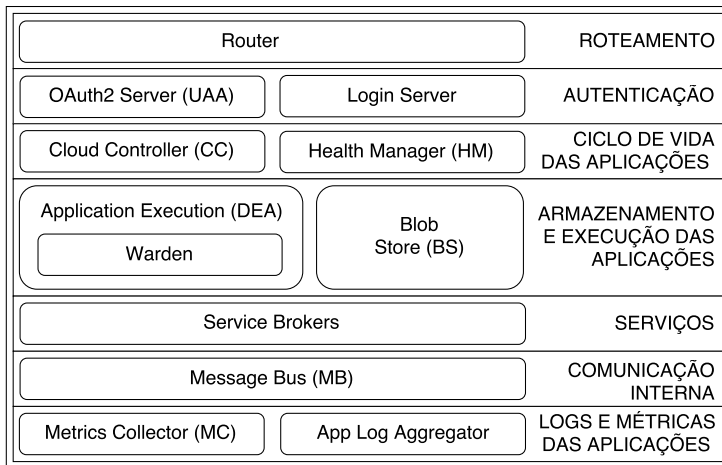 Router
ROTEAMENTO
OAuth2 Server (UAA)
Login Server
AUTENTICAÇÃO
Cloud Controller (CC)
Health Manager (HM)
CICLO DE VIDA
DAS APLICAÇÕES
Application Execution (DEA)
Warden
Blob
Store (BS)
ARMAZENAMENTO
E EXECUÇÃO DAS
APLICAÇÕES
Service Brokers
SERVIÇOS
Message Bus (MB)
COMUNICAÇÃO
INTERNA
Metrics Collector (MC)
App Log Aggregator
LOGS E MÉTRICAS
DAS APLICAÇÕES